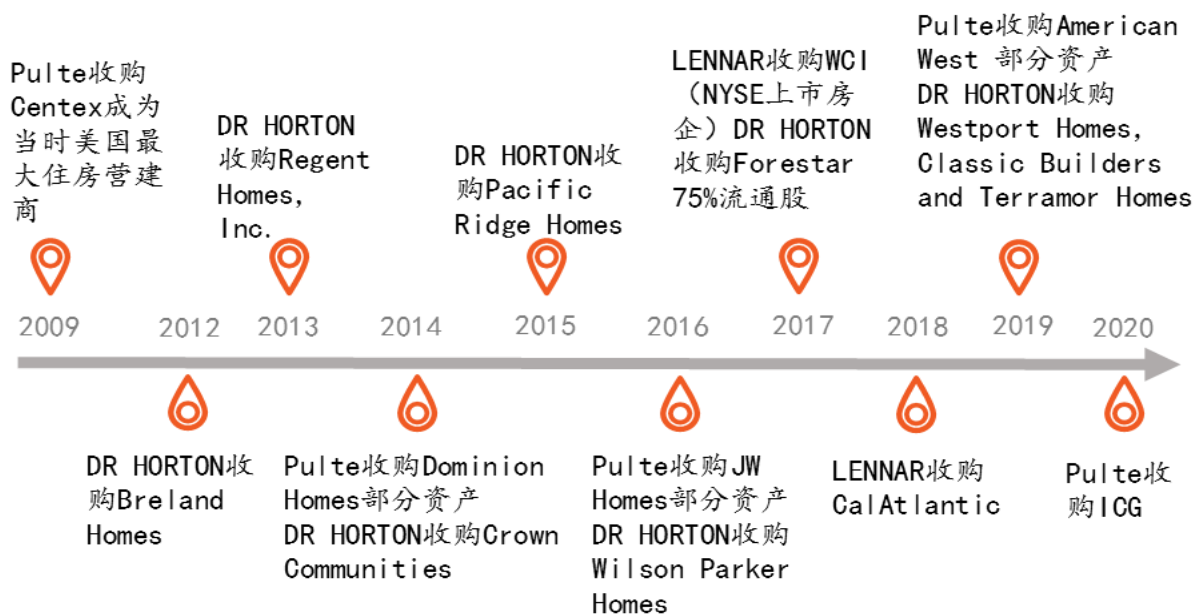 Pulte收购
Centex成为
当时美国最
大住房营建
商
DR HORTON
收购Regent
Homes,
Inc.
DR HORTON收
购Pacific
Ridge Homes
LENNAR收购WCI
（NYSE上市房
企）DR HORTON
收购Forestar
75%流通股
Pulte收购American
West 部分资产
DR HORTON收购
Westport Homes,
Classic Builders
and Terramor Homes
2009
2012
2013
2014
2015
2016
2017
2018
2019
2020
DR HORTON收
购Breland
Homes
Pulte收购Dominion
Homes部分资产
DR HORTON收购Crown
Communities
Pulte收购JW
Homes部分资产
DR HORTON收购
Wilson Parker
Homes
LENNAR收购
CalAtlantic
Pulte收
购ICG